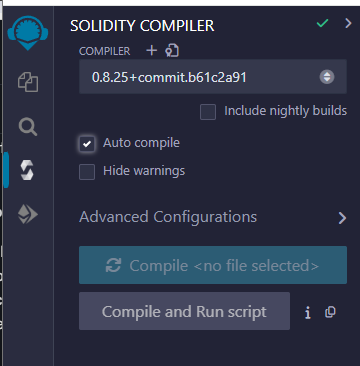 SOLIDITY COMPILER
COMPILER
0.8.25+commit.b61c2a91
Include nightly builds
Auto compile
Hide warnings
Advanced Configurations
Compile <no file selected>
Compile and Run script